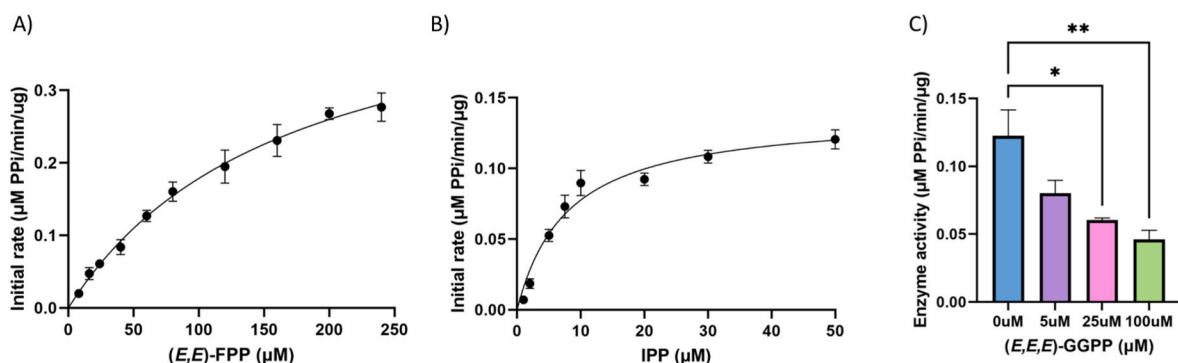 A)
Initial rate (µM PPi/min/ug)
0.3
0.2
0.1
0.0
0 50 100 150 200 250
(E,E)-FPP (µM)
B)
Initial rate (µM PPi/min/µg)
0.15
0.10
0.05
0.00
0 10 20 30 40 50
IPP (µM)
C)
Enzyme activity (µM PPi/min/µg)
**
*
0.20
0.15
0.10
0.05
0.00
0uM 5uM 25uM 100uM
(E,E,E)-GGPP (µM)